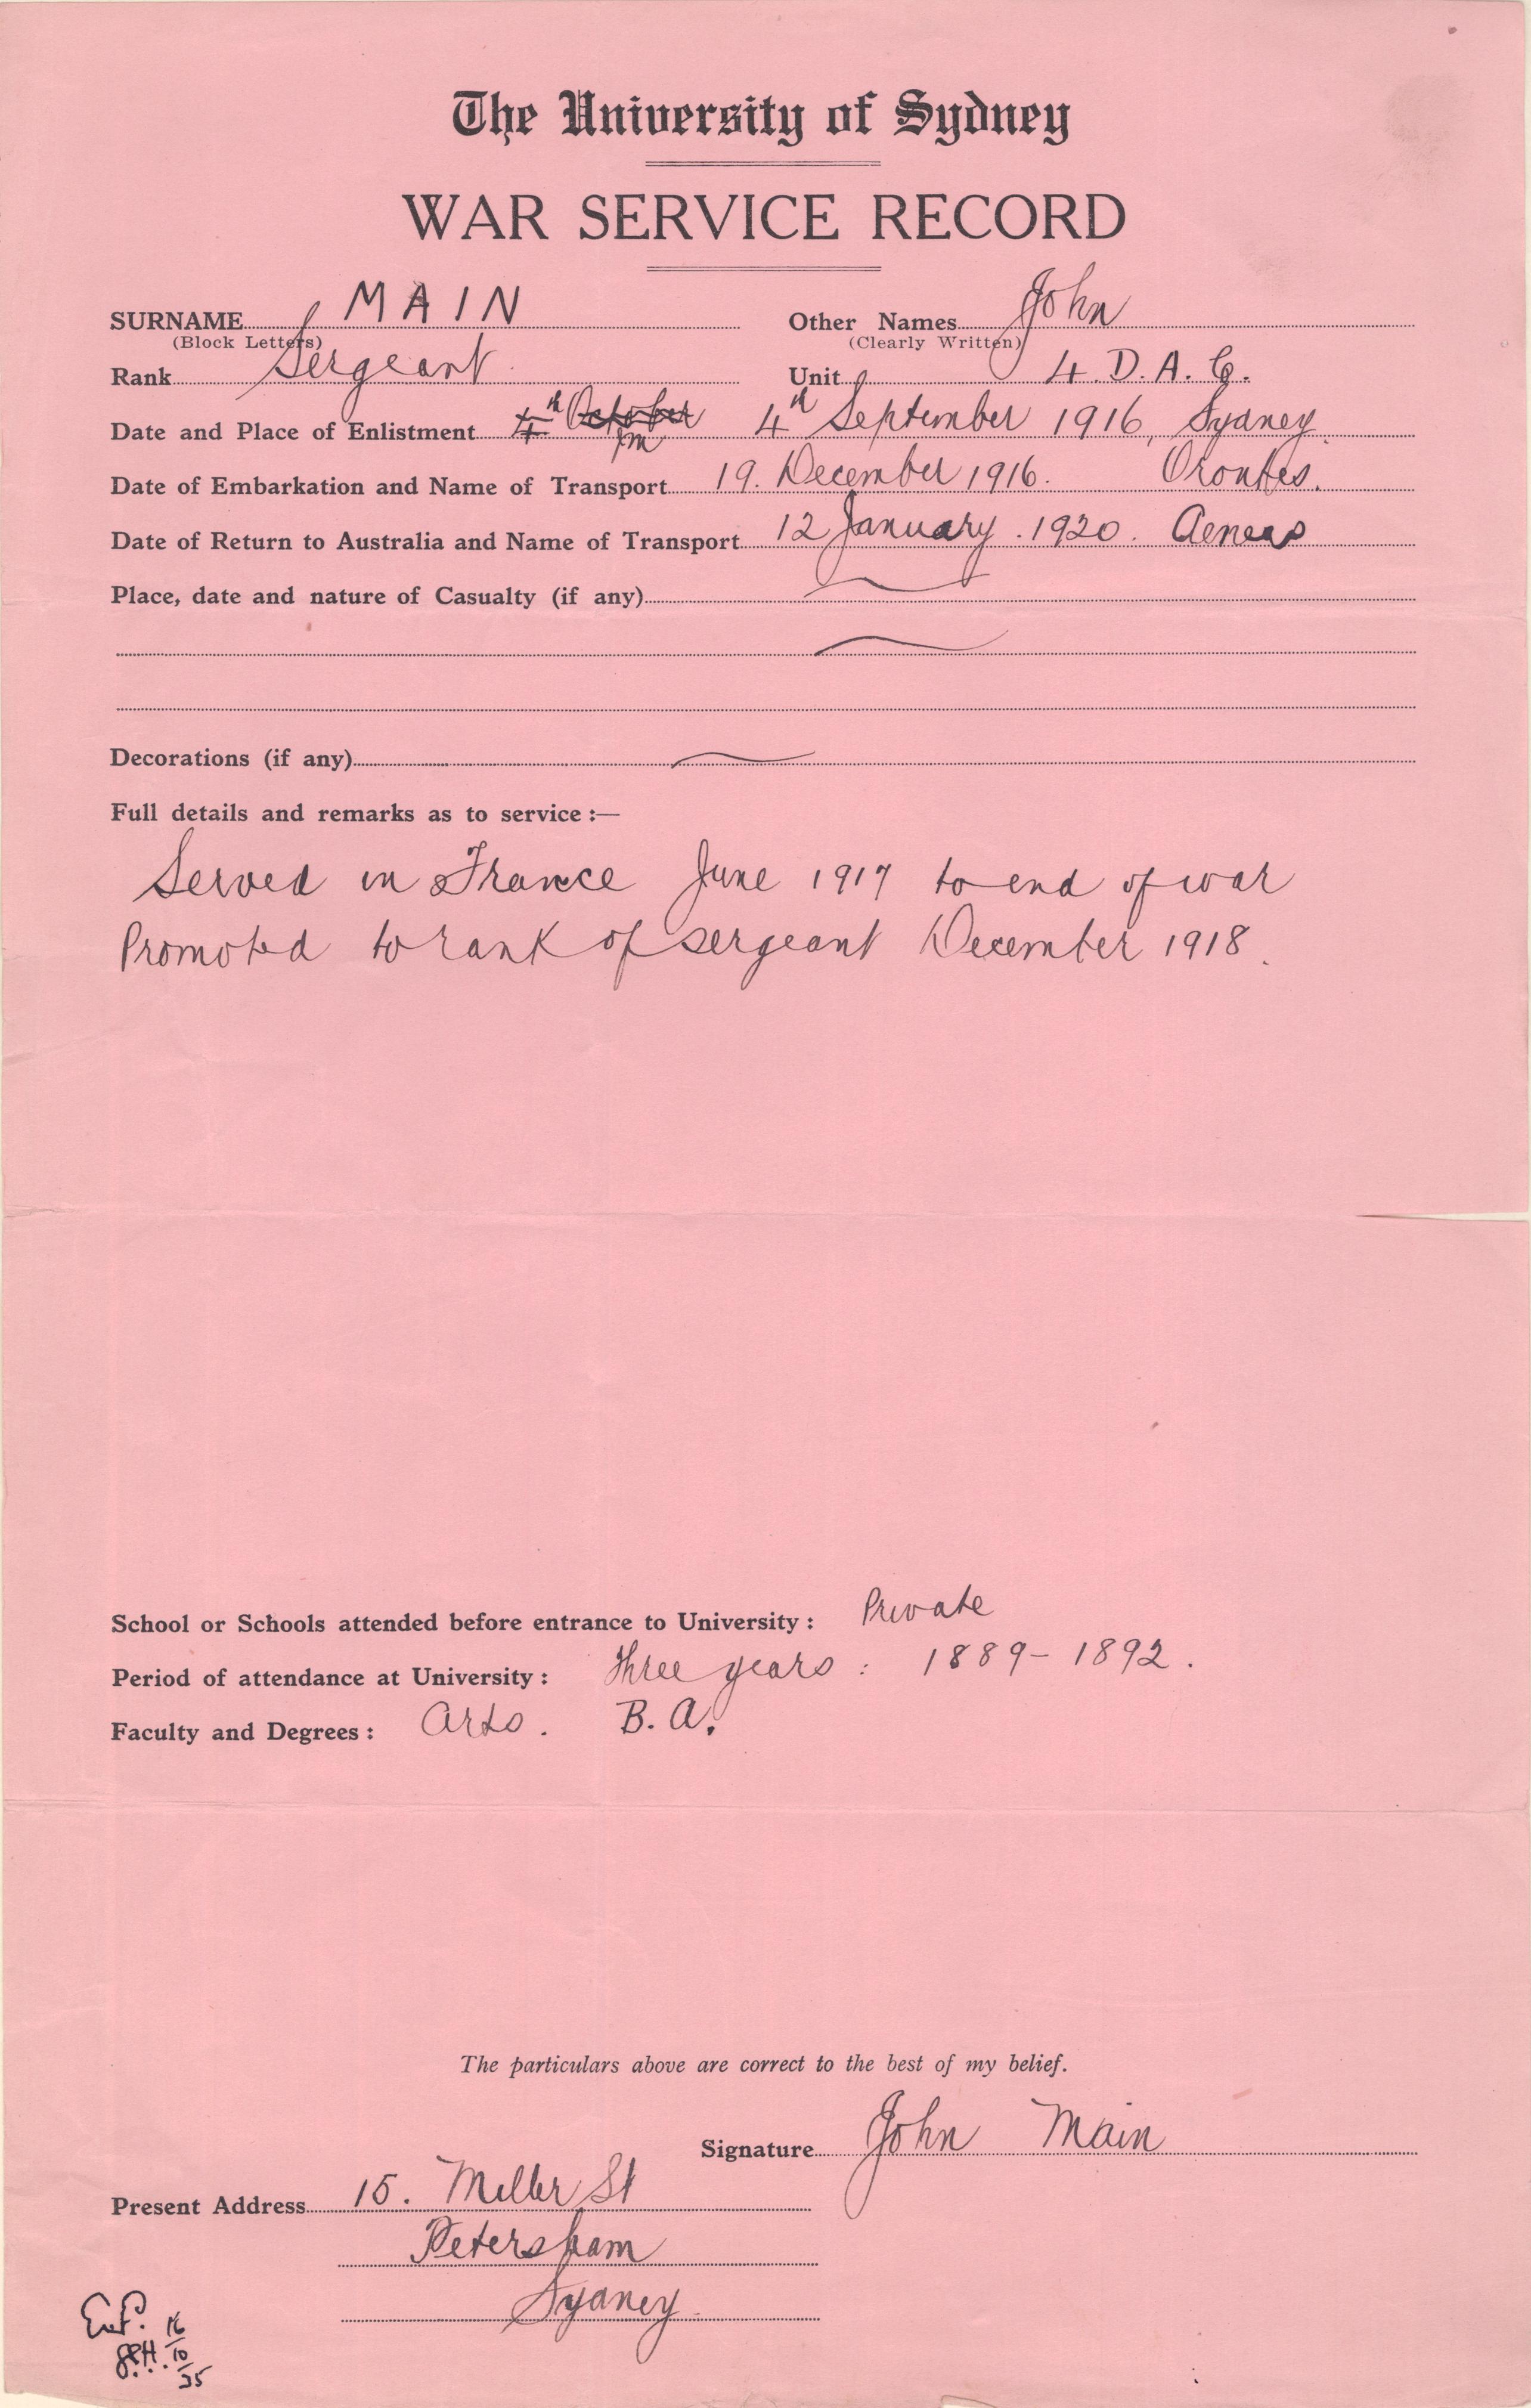 The University of Sydney
WAR SERVICE RECORD
SURNAME MAIN Other Names John
(Block Letters) (Clearly Written)
Rank Sergeant Unit 4. D. A. C.
Date and Place of Enlistment 4th October 4th September 1916, Sydney.
Date of Embarkation and Name of Transport 19. December 1916. Orontes.
Date of Return to Australia and Name of Transport 12 January. 1920. Aeneas
Place, date and nature of Casualty (if any)
Decorations (if any)
Full details and remarks as to service :—
Served in France June 1917 to end of war
Promoted to rank of sergeant December 1918.
School or Schools attended before entrance to University : Private
Period of attendance at University : Three years : 1889 - 1892.
Faculty and Degrees : Arts. B. A.
The particulars above are correct to the best of my belief.
Signature John Main
Present Address 15. Miller St
Petersham
Sydney.
16
10